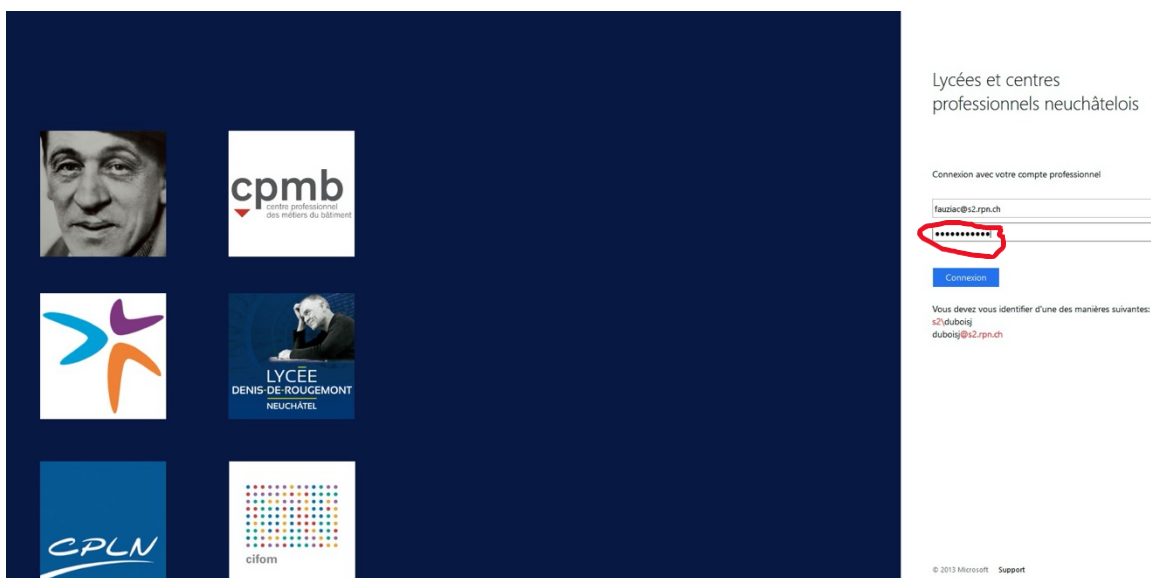 cpmb
centre professionnel
des métiers du bâtiment
LYCÉE
DENIS-DE-ROUGEMONT
NEUCHÂTEL
CPLN
cifom
Lycées et centres
professionnels neuchâtelois
Connexion avec votre compte professionnel
fauziac@s2.rpn.ch
•••••••••••
Connexion
Vous devez vous identifier d'une des manières suivantes:
s2\duboisj
duboisj@s2.rpn.ch
© 2013 Microsoft Support